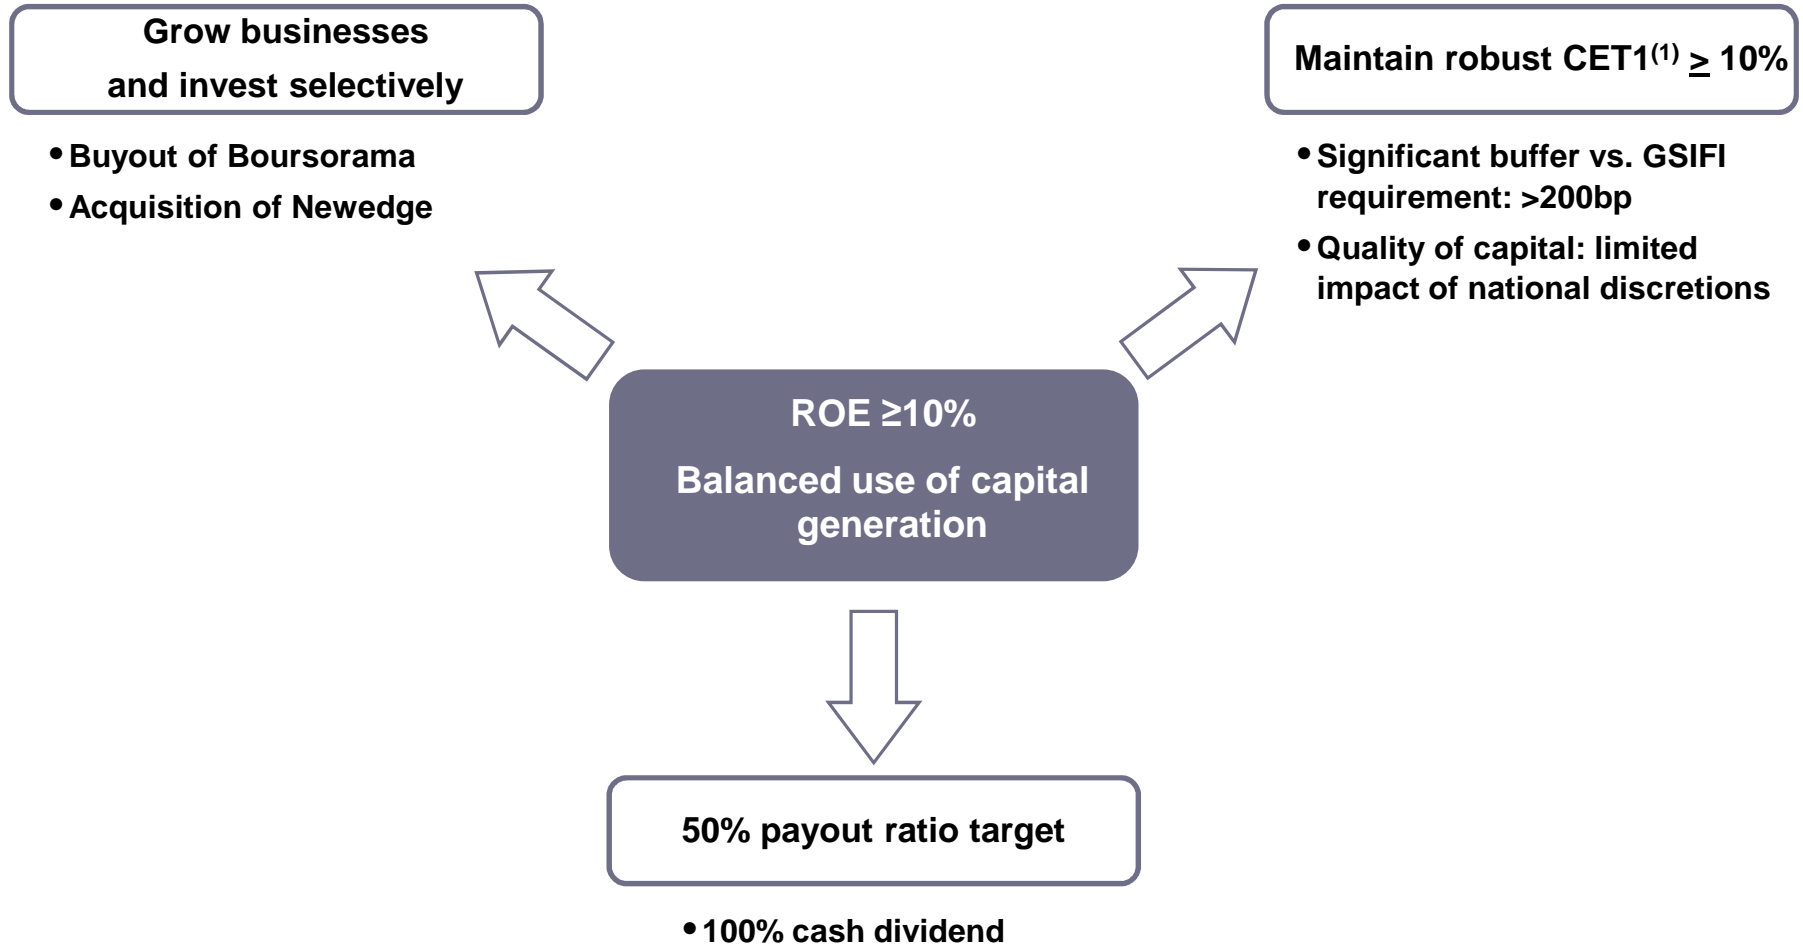 Grow businesses
and invest selectively
• Buyout of Boursorama
• Acquisition of Newedge
Maintain robust CET1(1) ≥ 10%
• Significant buffer vs. GSIFI
requirement: >200bp
• Quality of capital: limited
impact of national discretions
ROE ≥10%
Balanced use of capital
generation
50% payout ratio target
• 100% cash dividend